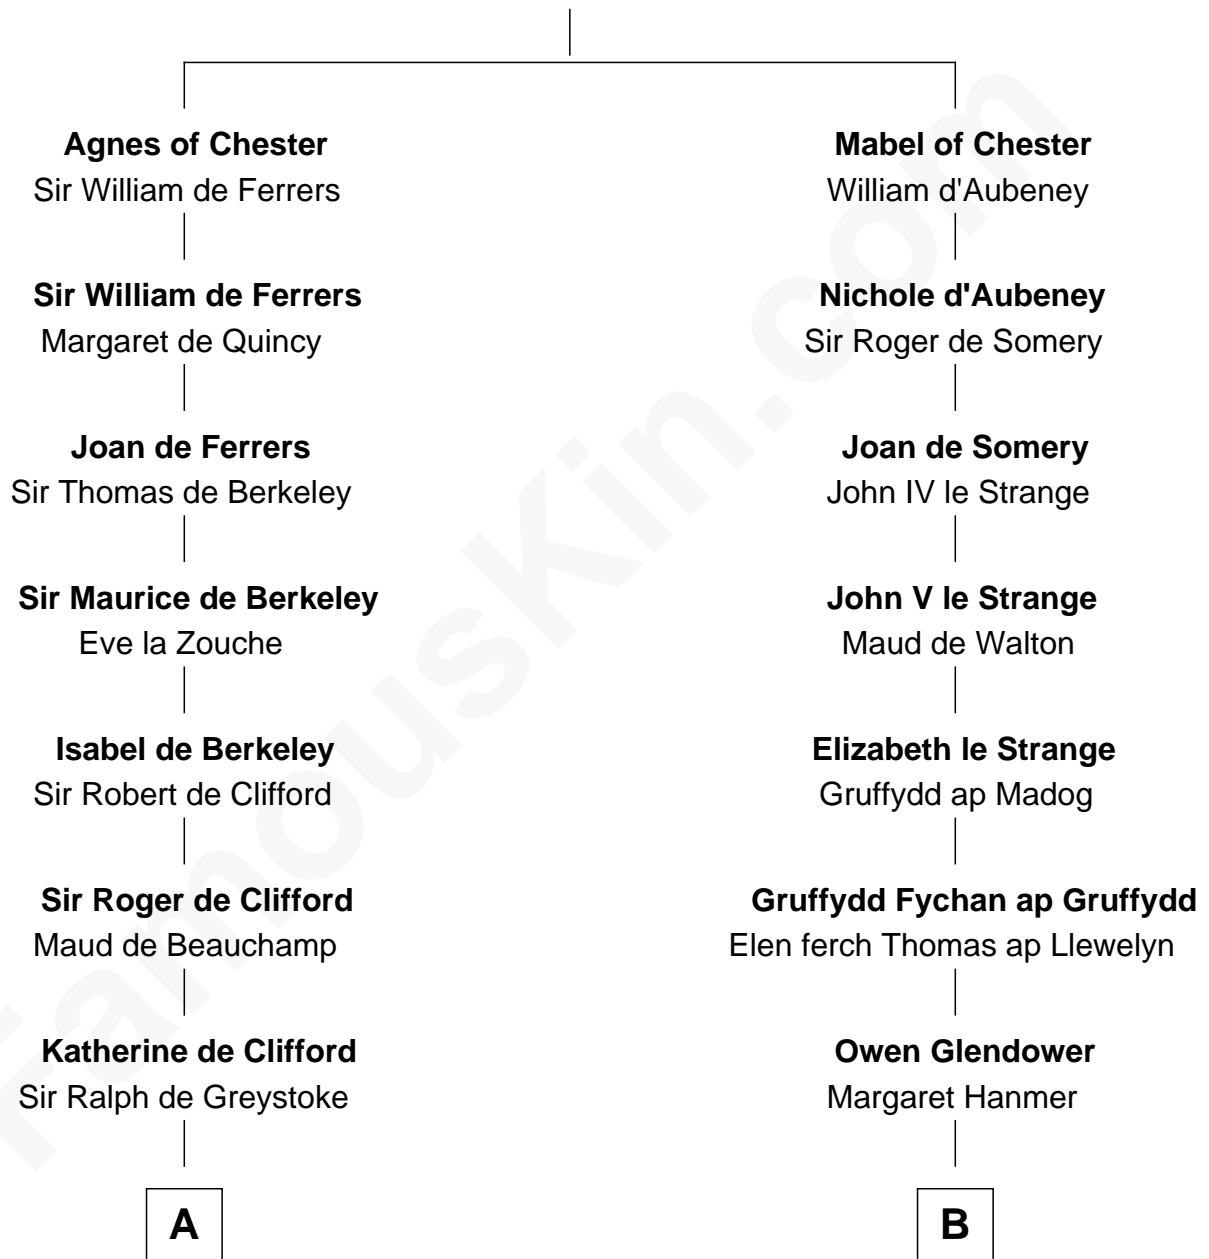 Agnes of Chester
Sir William de Ferrers
Sir William de Ferrers
Margaret de Quincy
Joan de Ferrers
Sir Thomas de Berkeley
Sir Maurice de Berkeley
Eve la Zouche
Isabel de Berkeley
Sir Robert de Clifford
Sir Roger de Clifford
Maud de Beauchamp
Katherine de Clifford
Sir Ralph de Greystoke
A
Mabel of Chester
William d'Aubeney
Nichole d'Aubeney
Sir Roger de Somery
Joan de Somery
John IV le Strange
John V le Strange
Maud de Walton
Elizabeth le Strange
Gruffydd ap Madog
Gruffydd Fychan ap Gruffydd
Elen ferch Thomas ap Llewelyn
Owen Glendower
Margaret Hanmer
B
FamousKin.com